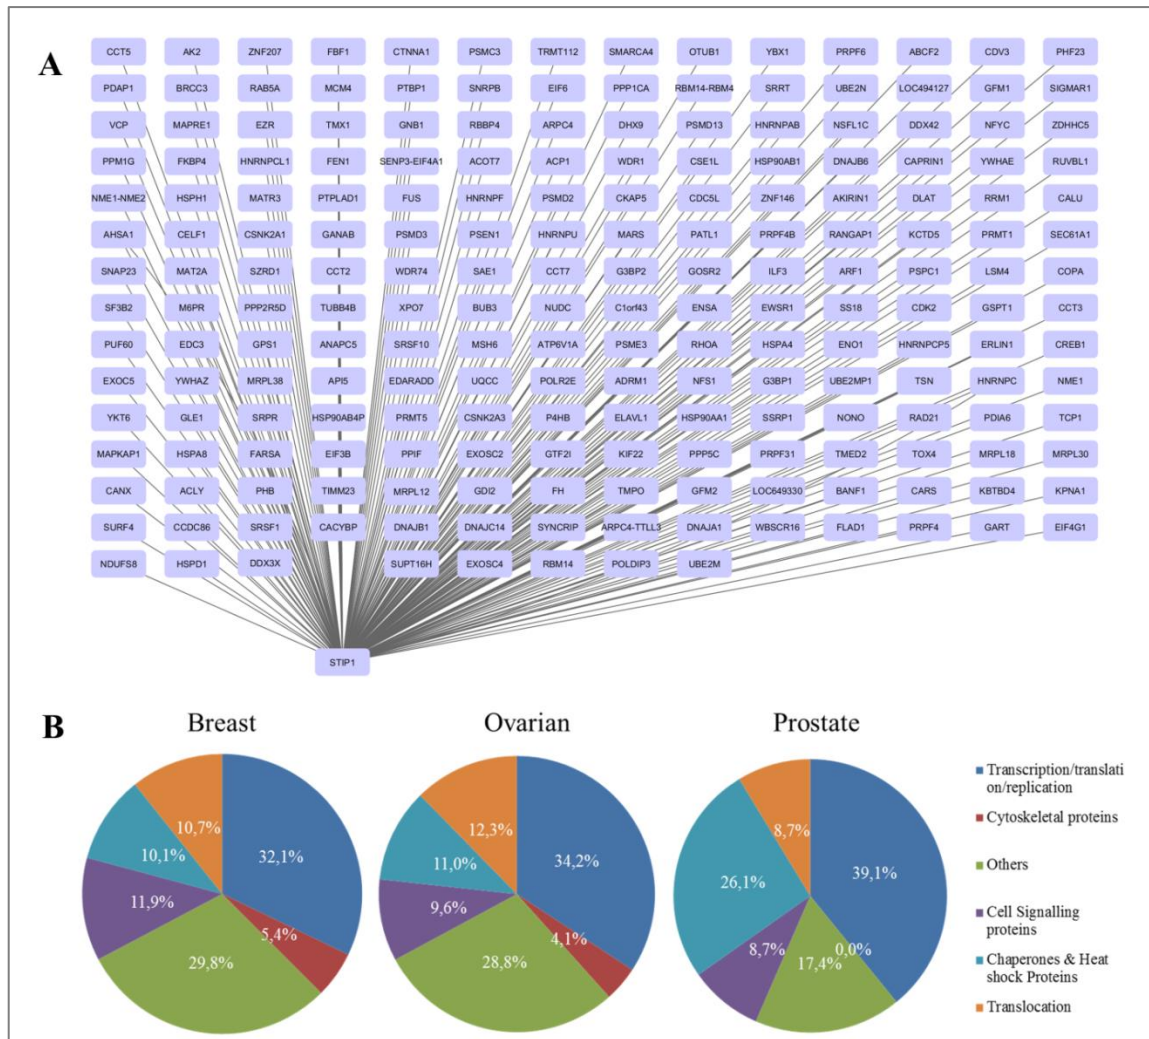 A
CCT5 AK2 ZNF207 FBF1 CTNNA1 PSMC3 TRMT112 SMARCA4 OTUB1 YBX1 PRPF6 ABCF2 CDV3 PHF23
PDAP1 BRCC3 RAB5A MCM4 PTBP1 SNRPB EIF6 PPP1CA RBM14-RBM4 SRRT UBE2N LOC494127 GFM1 SIGMAR1
VCP MAPRE1 EZR TMX1 GNB1 RBBP4 ARPC4 DHX9 PSMD13 HNRNPAB NSFL1C DDX42 NFYC ZDHHC5
PPM1G FKBP4 HNRNPCL1 FEN1 SENP3-EIF4A1 ACOT7 ACP1 WDR1 CSE1L HSP90AB1 DNAJB6 CAPRIN1 YWHAE RUVBL1
NME1-NME2 HSPH1 MATR3 PTPLAD1 FUS HNRNPF PSMD2 CKAP5 CDC5L ZNF146 AKIRIN1 DLAT RRM1 CALU
AHSA1 CELF1 CSNK2A1 GANAB PSMD3 PSEN1 HNRNPU MARS PATL1 PRPF4B RANGAP1 KCTD5 PRMT1 SEC61A1
SNAP23 MAT2A SZRD1 CCT2 WDR74 SAE1 CCT7 G3BP2 GOSR2 ILF3 ARF1 PSPC1 LSM4 COPA
SF3B2 M6PR PPP2R5D TUBB4B XPO7 BUB3 NUDC C1orf43 ENSA EWSR1 SS18 CDK2 GSPT1 CCT3
PUF60 EDC3 GPS1 ANAPC5 SRSF10 MSH6 ATP6V1A PSME3 RHOA HSPA4 ENO1 HNRNPCP5 ERLIN1 CREB1
EXOC5 YWHAZ MRPL38 API5 EDARADD UQCC POLR2E ADRM1 NFS1 G3BP1 UBE2MP1 TSN HNRNPC NME1
YKT6 GLE1 SRPR HSP90AB4P PRMT5 CSNK2A3 P4HB ELAVL1 HSP90AA1 SSRP1 NONO RAD21 PDIA6 TCP1
MAPKAP1 HSPA8 FARSA EIF3B PPIF EXOSC2 GTF2I KIF22 PPP5C PRPF31 TMED2 TOX4 MRPL18 MRPL30
CANX ACLY PHB TIMM23 MRPL12 GDI2 FH TMPO GFM2 LOC649330 BANF1 CARS KBTBD4 KPNA1
SURF4 CCDC86 SRSF1 CACYBP DNAJB1 DNAJC14 SYNCRIP ARPC4-TTLL3 DNAJA1 WBSCR16 FLAD1 PRPF4 GART EIF4G1
NDUFS8 HSPD1 DDX3X SUPT16H EXOSC4 RBM14 POLDIP3 UBE2M
STIP1
B
Breast
10,7%
32,1%
10,1%
11,9%
5,4%
29,8%
Ovarian
12,3%
34,2%
11,0%
9,6%
4,1%
28,8%
Prostate
8,7%
39,1%
26,1%
8,7%
0,0%
17,4%
Transcription/translati
on/replication
Cytoskeletal proteins
Others
Cell Signalling
proteins
Chaperones & Heat
shock Proteins
Translocation